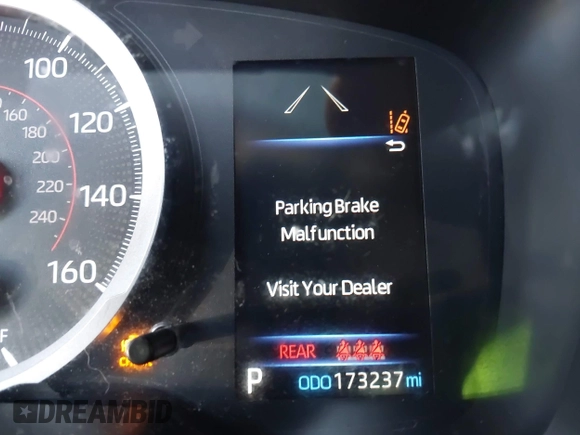 100
120
140
160
160
180
200
220
240
F
Parking Brake
Malfunction
Visit Your Dealer
REAR
P ODO 173237 mi
DREAMBID